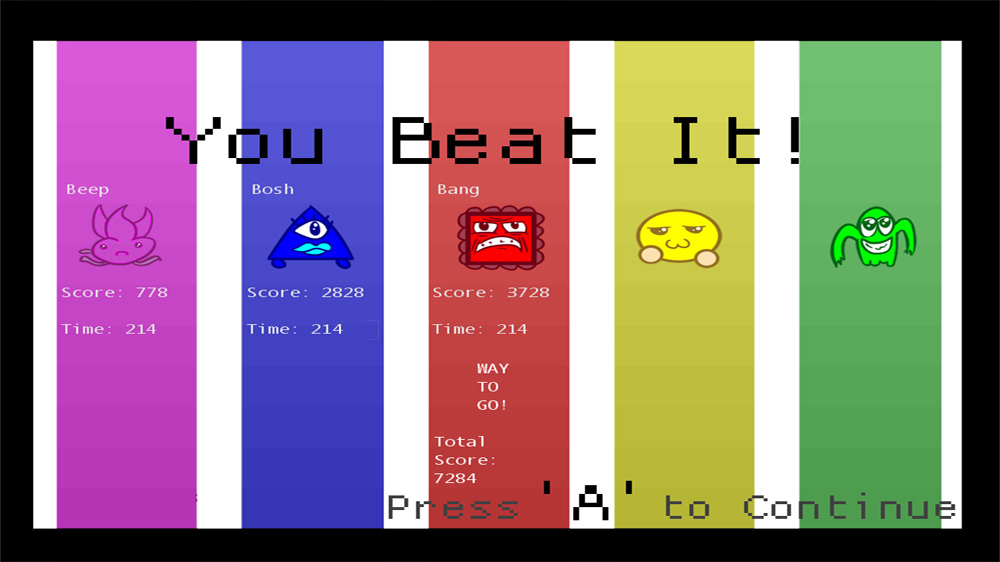 You Beat It!
Beep
Bosh
Bang
Score: 778
Score: 2828
Score: 3728
Time: 214
Time: 214
Time: 214
WAY
TO
GO!
Total
Score:
7284
Press 'A' to Continue